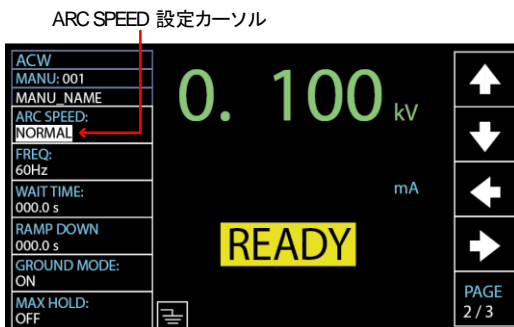 ARC SPEED 設定カーソル
ACW
MANU: 001
MANU_NAME
ARC SPEED:
NORMAL
FREQ:
60Hz
WAIT TIME:
000.0 s
RAMP DOWN
000.0 s
GROUND MODE:
ON
MAX HOLD:
OFF
0. 100 kV
mA
READY
PAGE
2 / 3